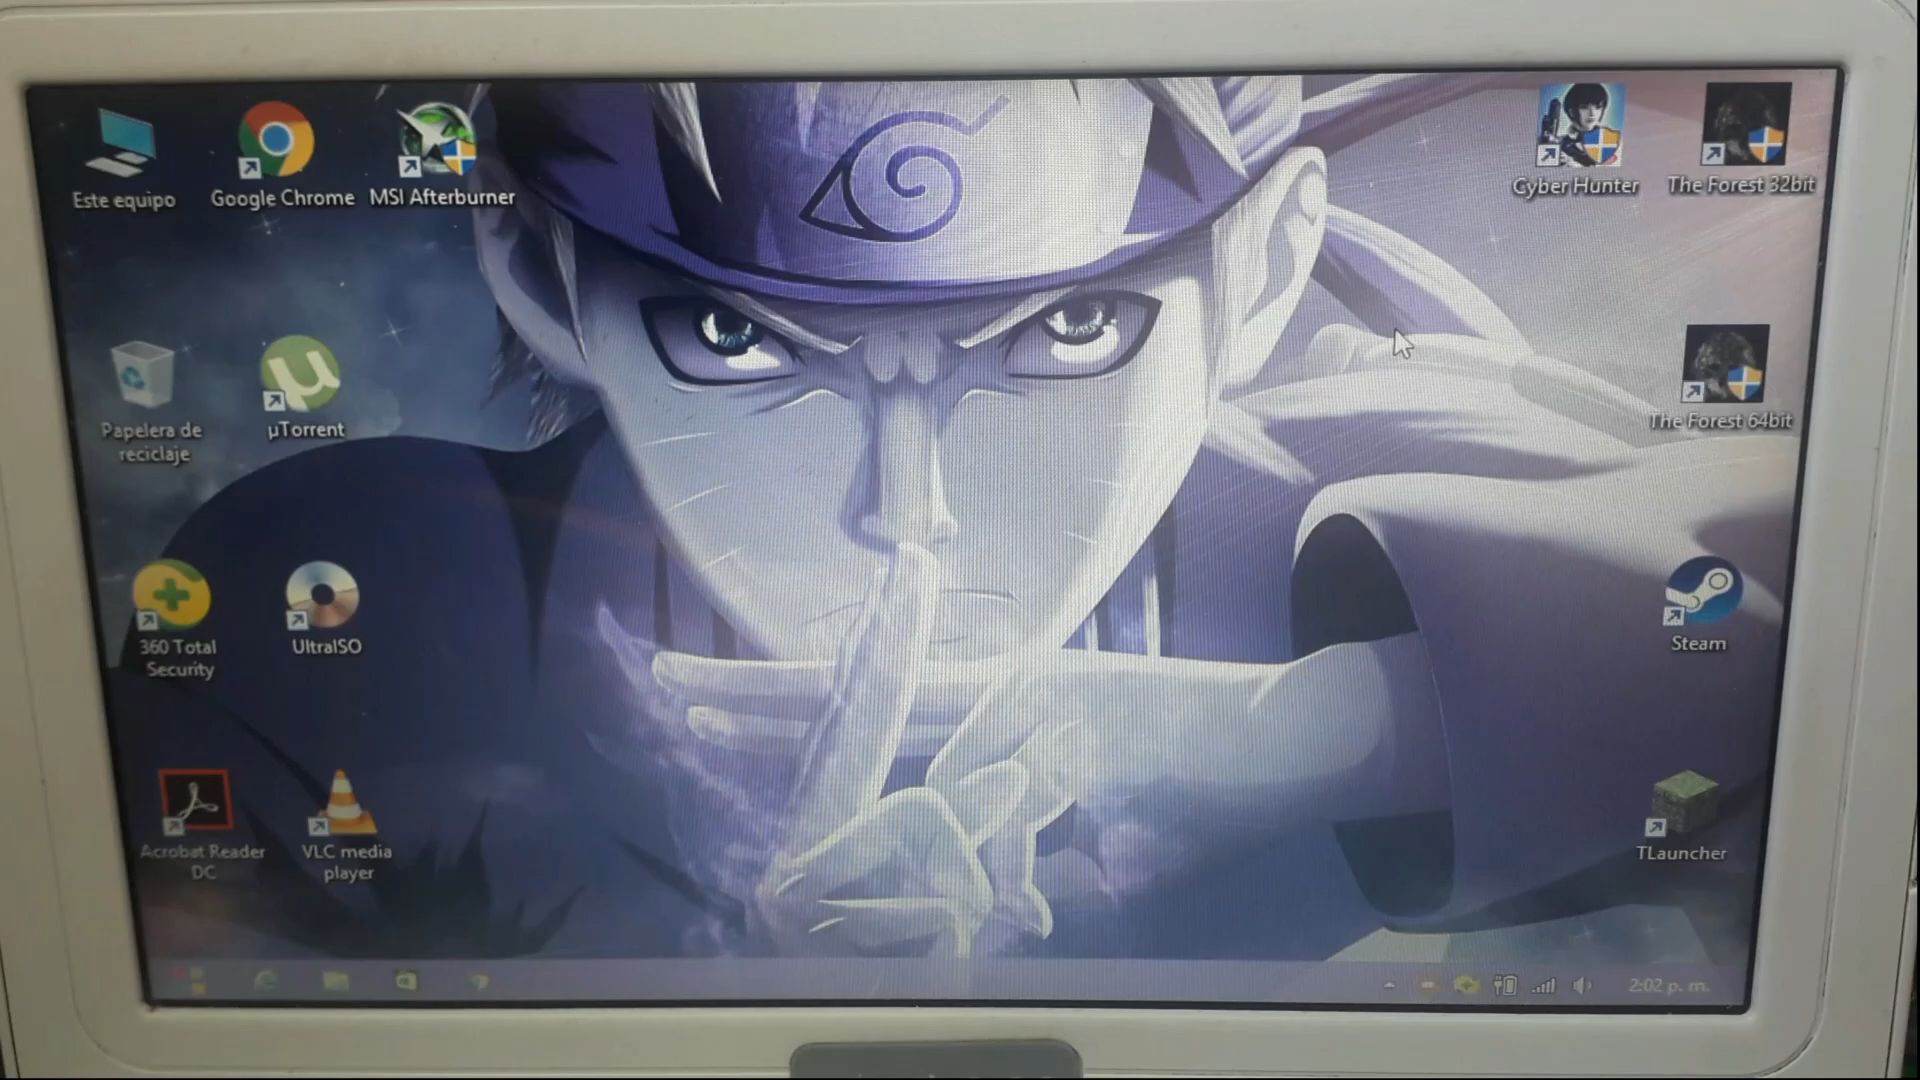 Este equipo
Google Chrome
MSI Afterburner
Cyber Hunter
The Forest 32bit
Papelera de
reciclaje
µTorrent
The Forest 64bit
360 Total
Security
UltraISO
Steam
Acrobat Reader
DC
VLC media
player
TLauncher
2:02 p. m.